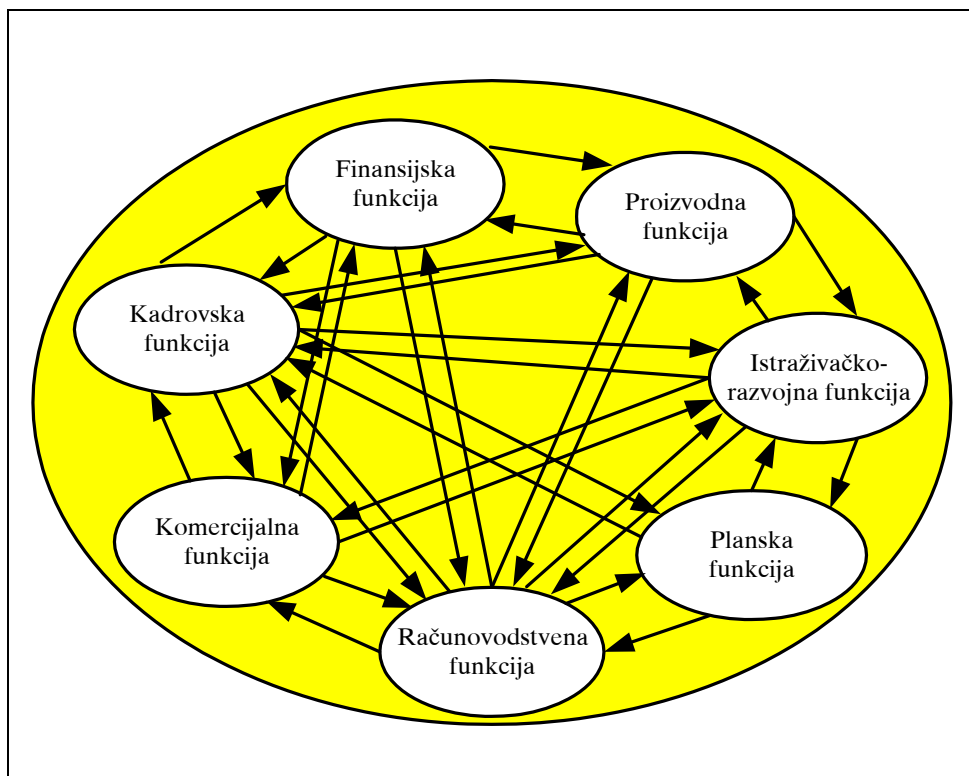 Finansijska
funkcija
Proizvodna
funkcija
Kadrovska
funkcija
Istraživačko-
razvojna funkcija
Komercijalna
funkcija
Planska
funkcija
Računovodstvena
funkcija